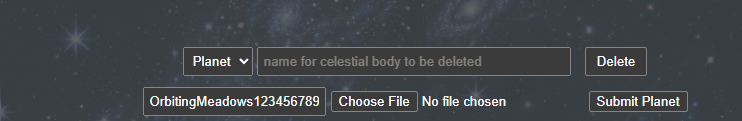 Planet name for celestial body to be deleted Delete
OrbitingMeadows123456789 Choose File No file chosen Submit Planet